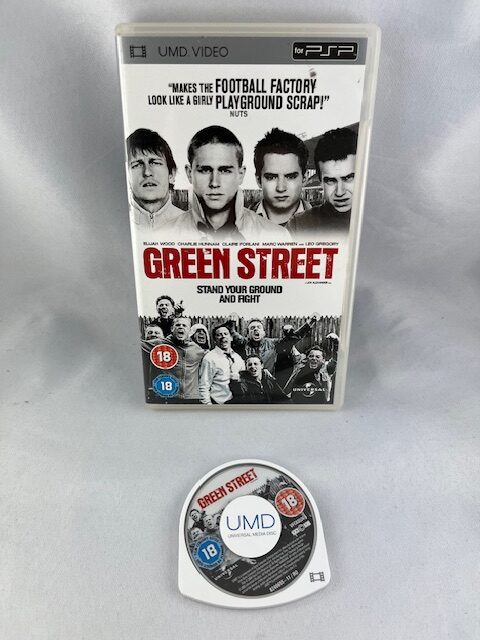 UMD VIDEO
for PSP
"MAKES THE FOOTBALL FACTORY
LOOK LIKE A GIRLY PLAYGROUND SCRAP!"
NUTS
ELIJAH WOOD CHARLIE HUNNAM CLAIRE FORLANI MARC WARREN AND LEO GREGORY
GREEN STREET
STAND YOUR GROUND
AND FIGHT
18
18
UNIVERSAL
GREEN STREET
18
UMD
UNIVERSAL MEDIA DISC
18